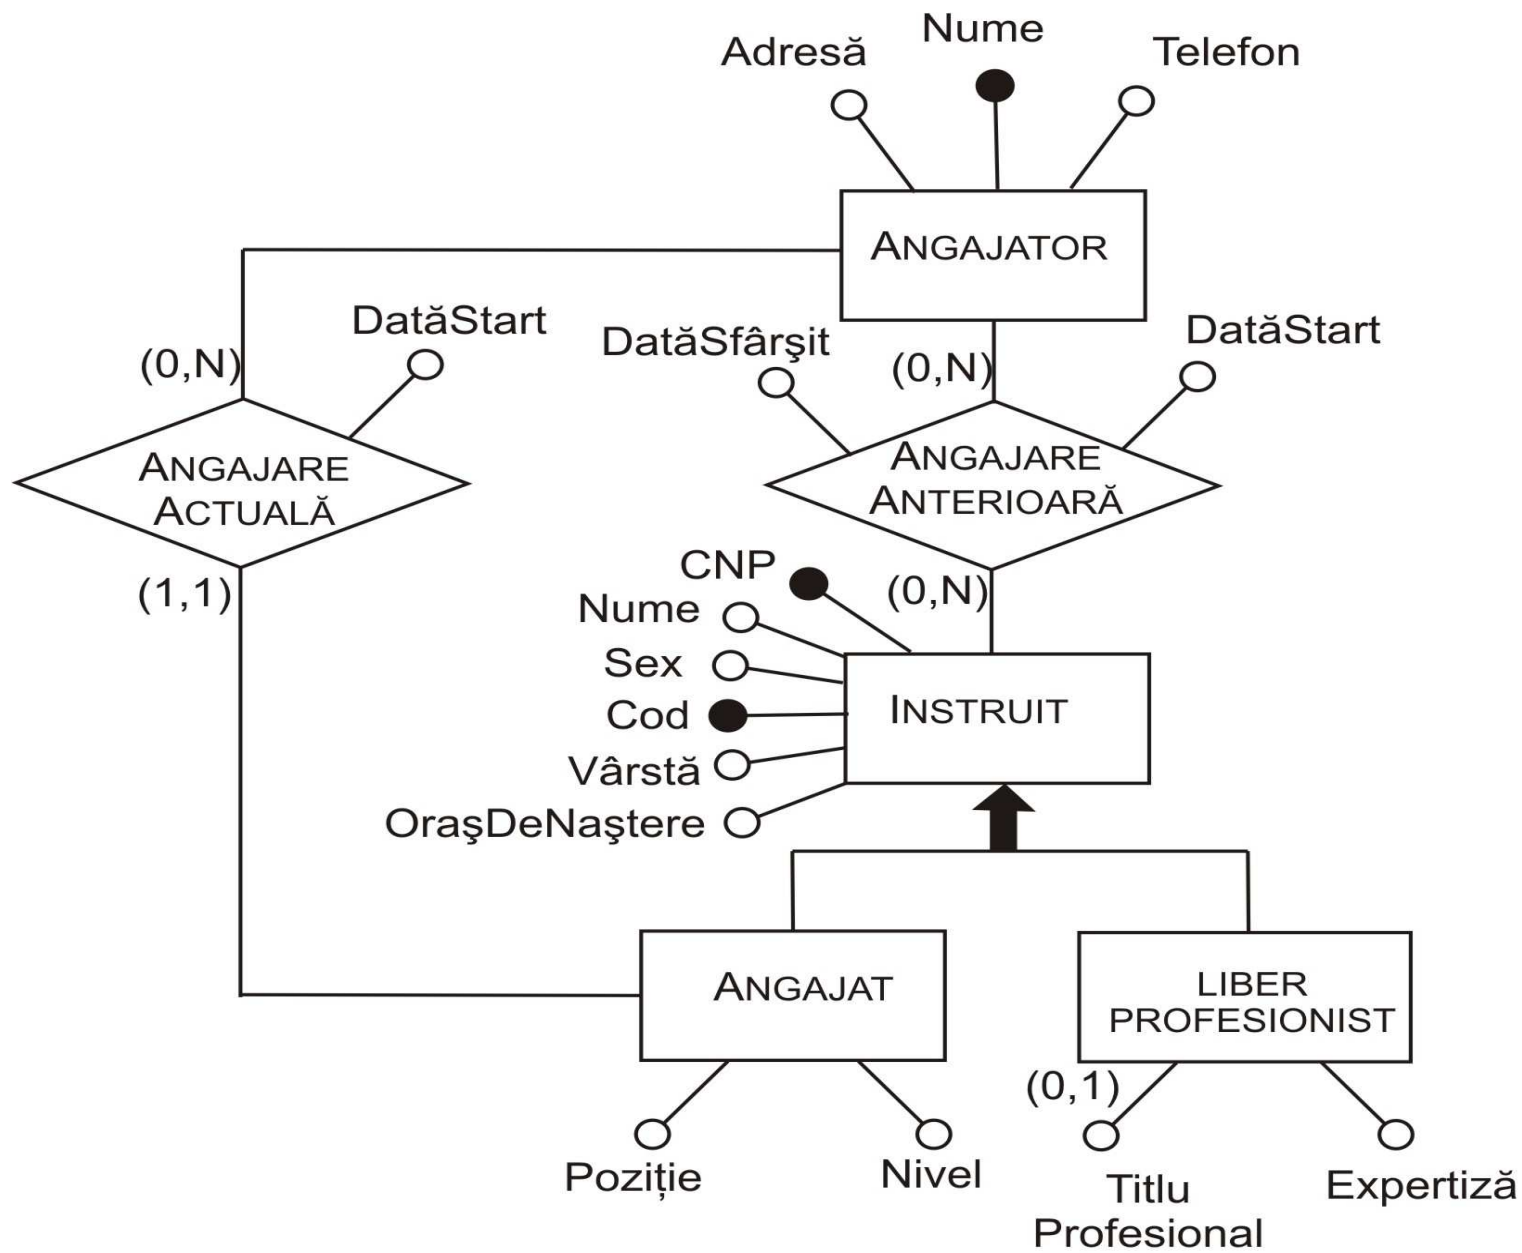 Nume
Adresă
Telefon
ANGAJATOR
DatăStart
DatăSfârşit
DatăStart
(0,N)
(0,N)
ANGAJARE
ACTUALĂ
ANGAJARE
ANTERIOARĂ
(1,1)
CNP
(0,N)
Nume
Sex
Cod
INSTRUIT
Vârstă
OraşDeNaştere
ANGAJAT
LIBER
PROFESIONIST
(0,1)
Poziție
Nivel
Titlu
Profesional
Expertiză